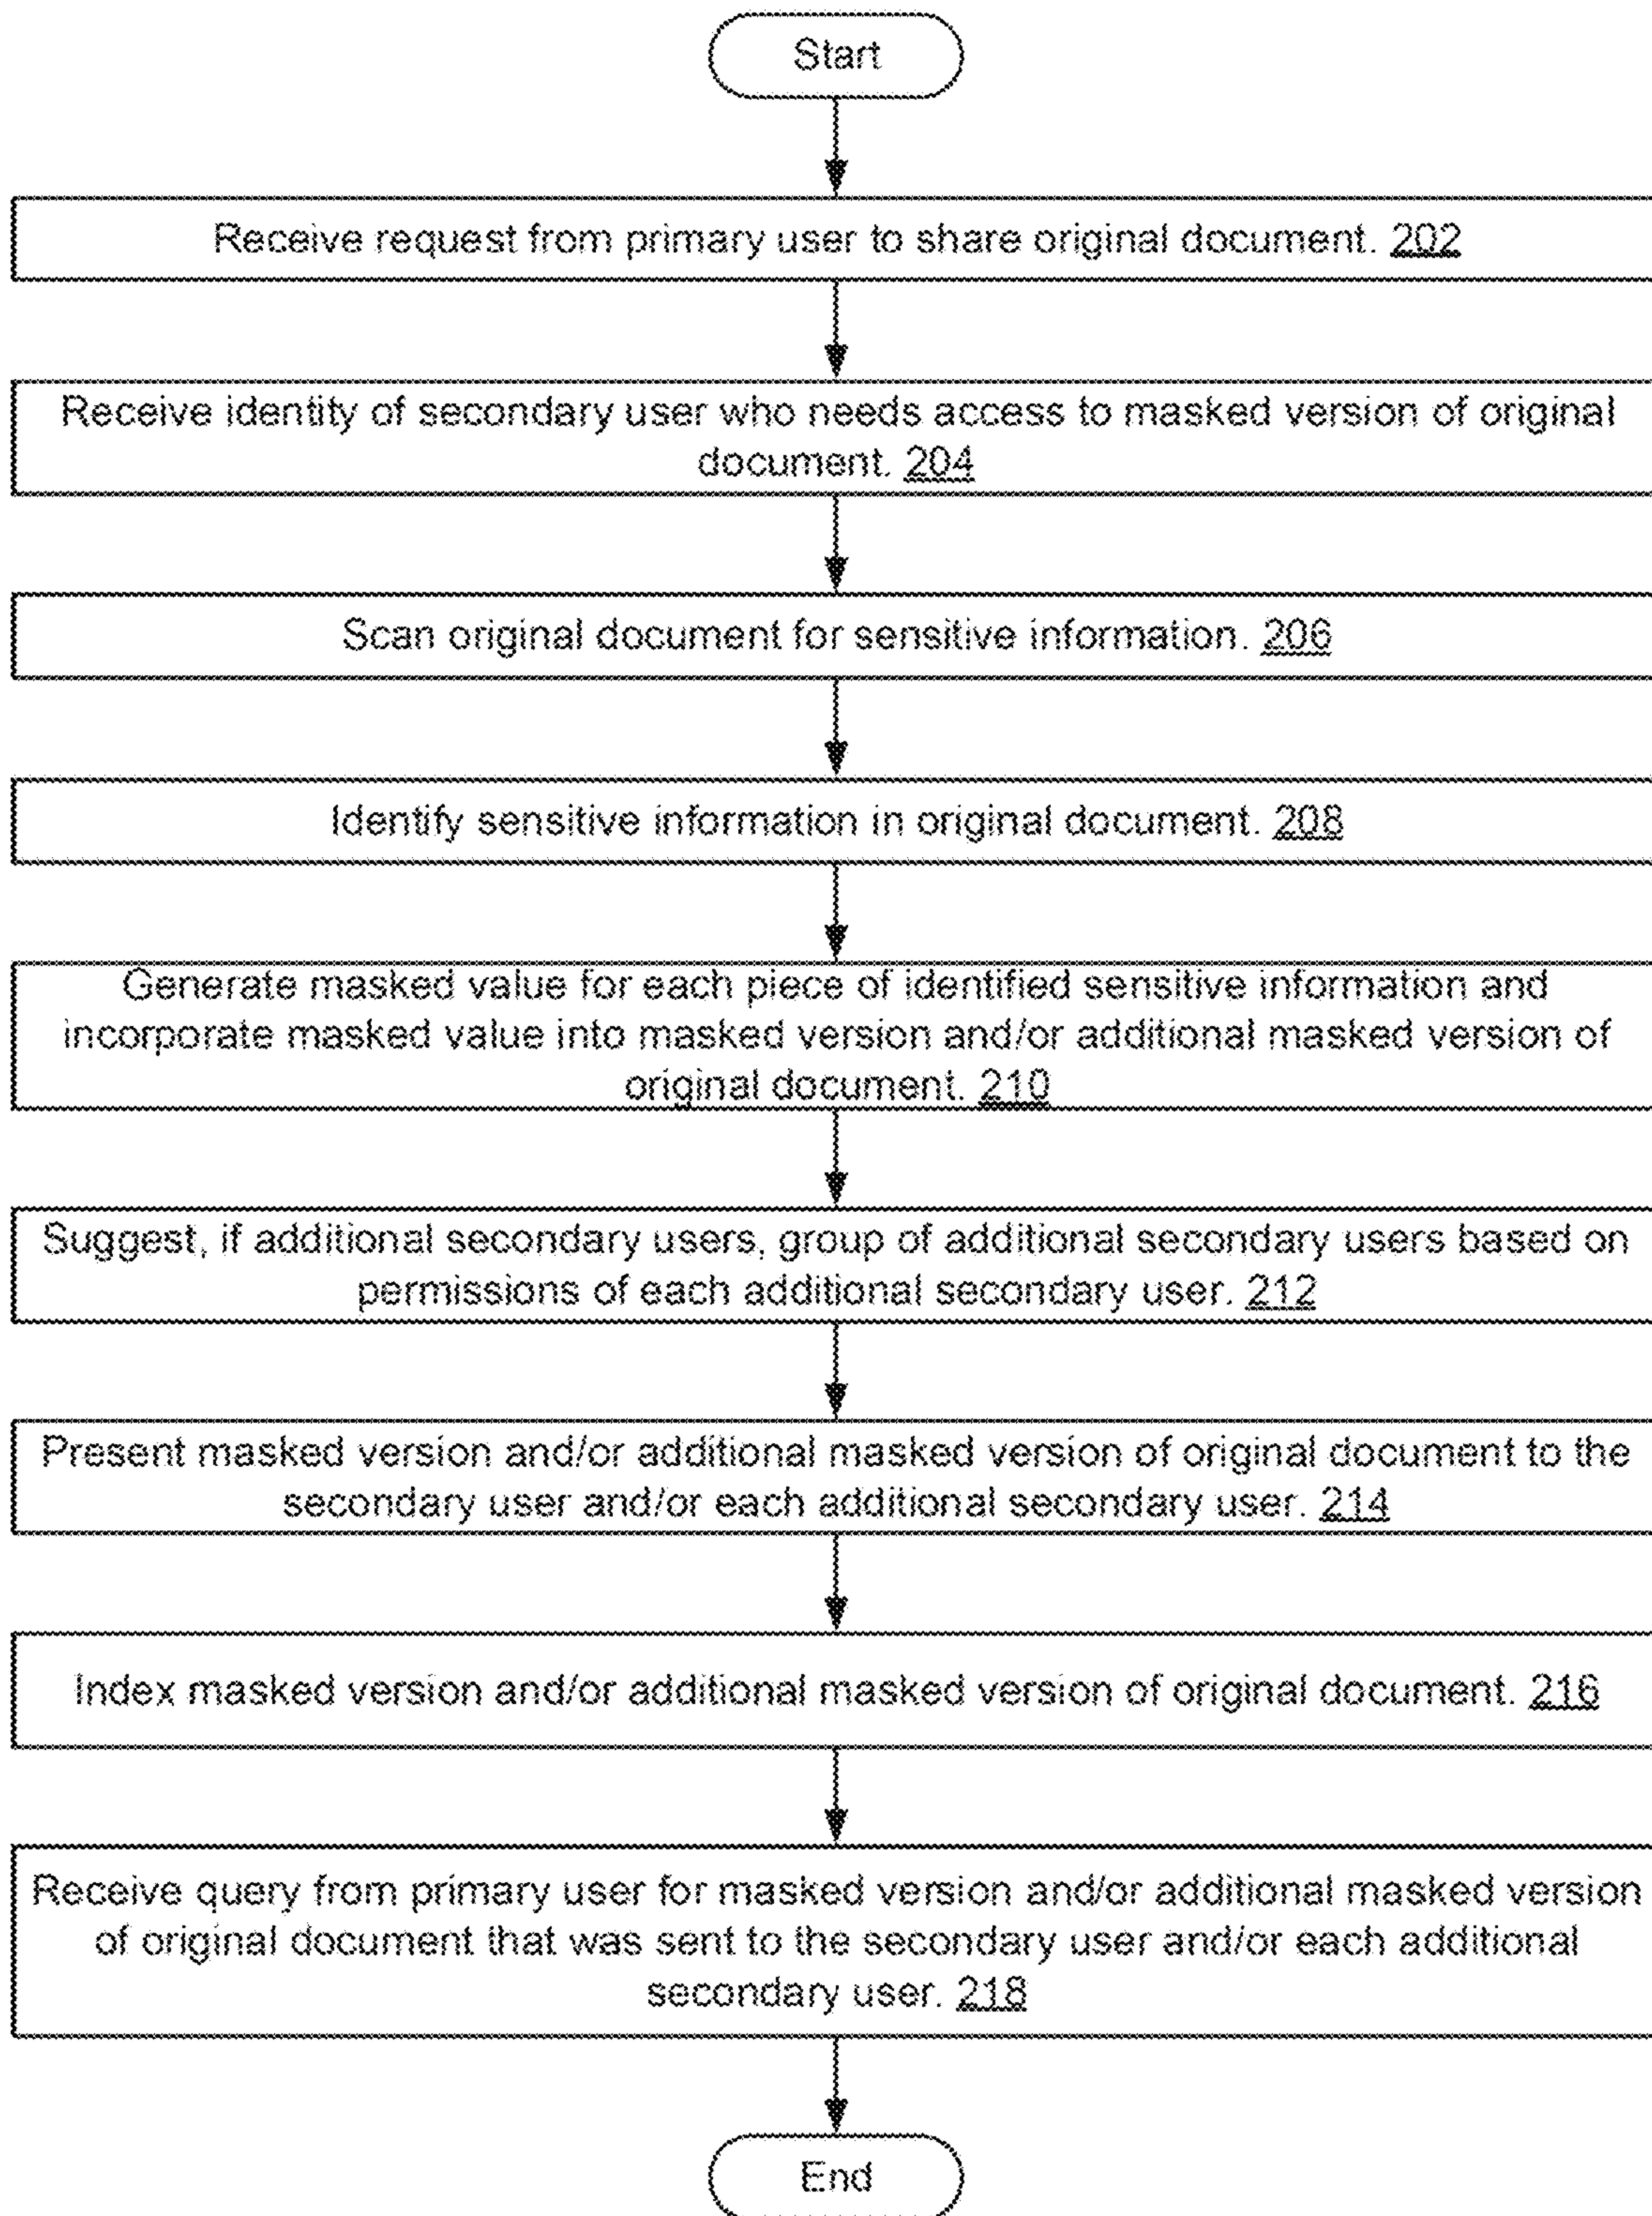 Start
Receive request from primary user to share original document. 202
Receive identity of secondary user who needs access to masked version of original
document. 204
Scan original document for sensitive information. 206
Identify sensitive information in original document. 208
Generate masked value for each piece of identified sensitive information and
incorporate masked value into masked version and/or additional masked version of
original document. 210
Suggest, if additional secondary users, group of additional secondary users based on
permissions of each additional secondary user. 212
Present masked version and/or additional masked version of original document to the
secondary user and/or each additional secondary user. 214
Index masked version and/or additional masked version of original document. 216
Receive query from primary user for masked version and/or additional masked version
of original document that was sent to the secondary user and/or each additional
secondary user. 218
End